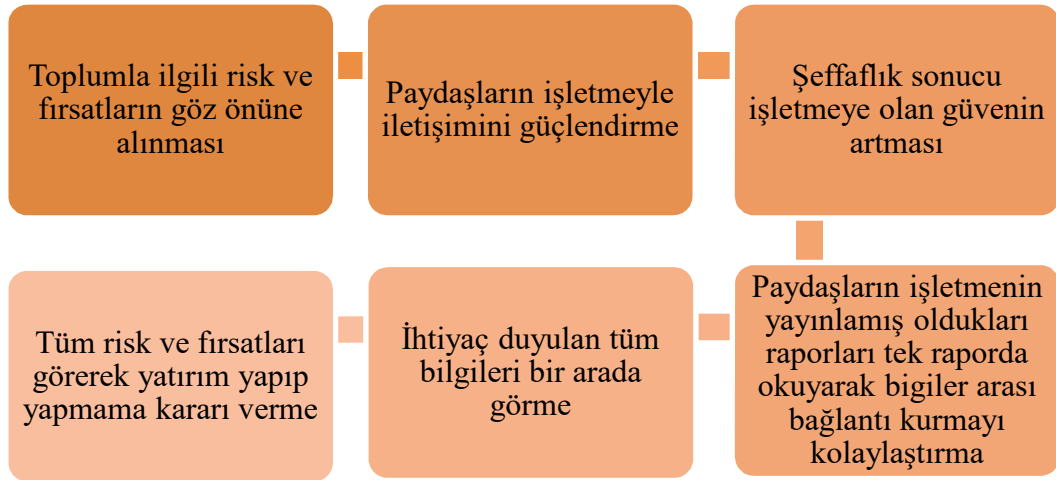 Toplumla ilgili risk ve
fırsatların göz önüne
alınması
Paydaşların işletmeyle
iletişimini güçlendirme
Şeffaflık sonucu
işletmeye olan güvenin
artması
Paydaşların işletmenin
yayınlamış oldukları
raporları tek raporda
okuyarak bigiler arası
bağlantı kurmayı
kolaylaştırma
İhtiyaç duyulan tüm
bilgileri bir arada
görme
Tüm risk ve fırsatları
görerek yatırım yapıp
yapmama kararı verme